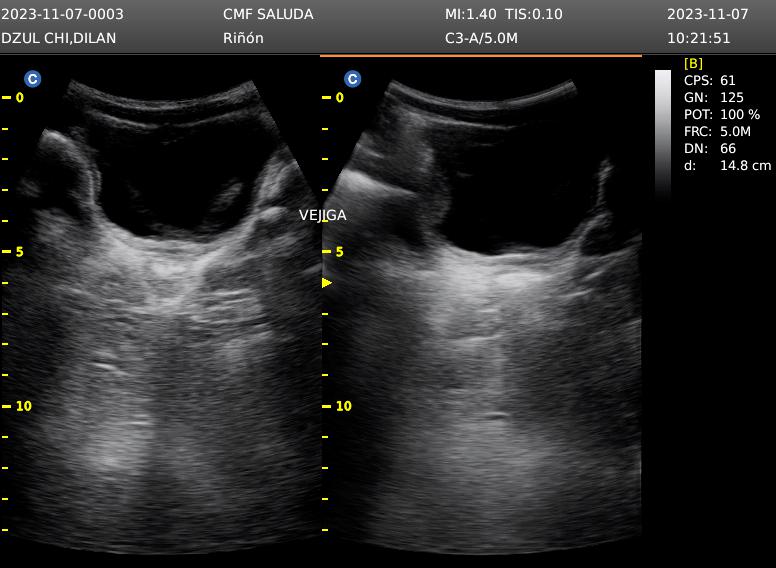 2023-11-07-0003 CMF SALUDA MI:1.40 TIS:0.10 2023-11-07
DZUL CHI,DILAN Riñón C3-A/5.0M 10:21:51
C C [B]
0 0 CPS: 61
GN: 125
POT: 100 %
FRC: 5.0M
DN: 66
d: 14.8 cm
VEJIGA
5 5
10 10